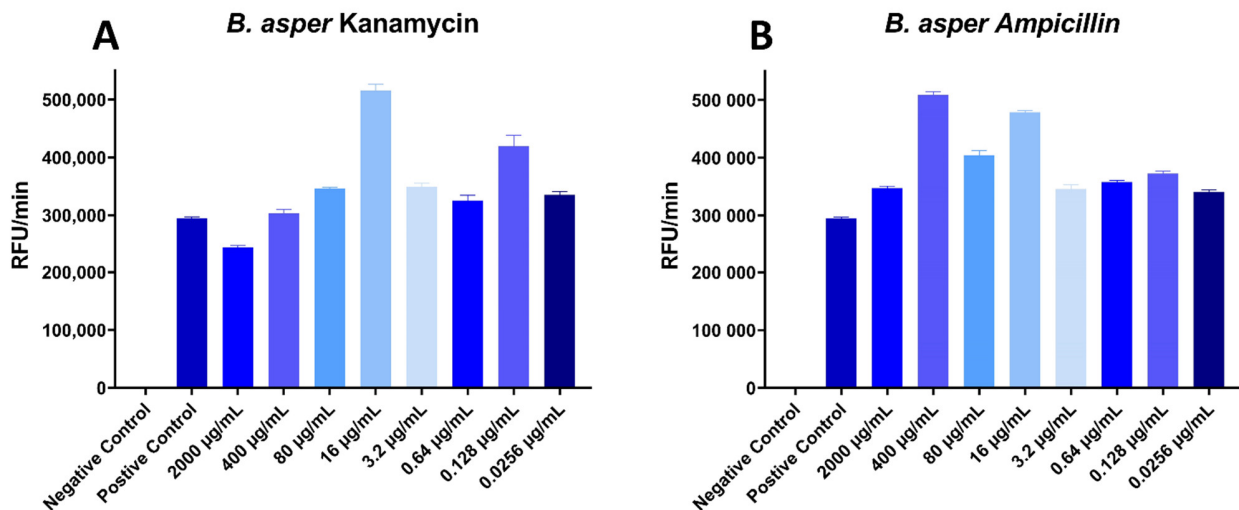 A
B. asper Kanamycin
RFU/min
500,000
400,000
300,000
200,000
100,000
0
Negative Control
Postive Control
2000 µg/mL
400 µg/mL
80 µg/mL
16 µg/mL
3.2 µg/mL
0.64 µg/mL
0.128 µg/mL
0.0256 µg/mL
B
B. asper Ampicillin
RFU/min
500 000
400 000
300 000
200 000
100 000
0
Negative Control
Postive Control
2000 µg/mL
400 µg/mL
80 µg/mL
16 µg/mL
3.2 µg/mL
0.64 µg/mL
0.128 µg/mL
0.0256 µg/mL